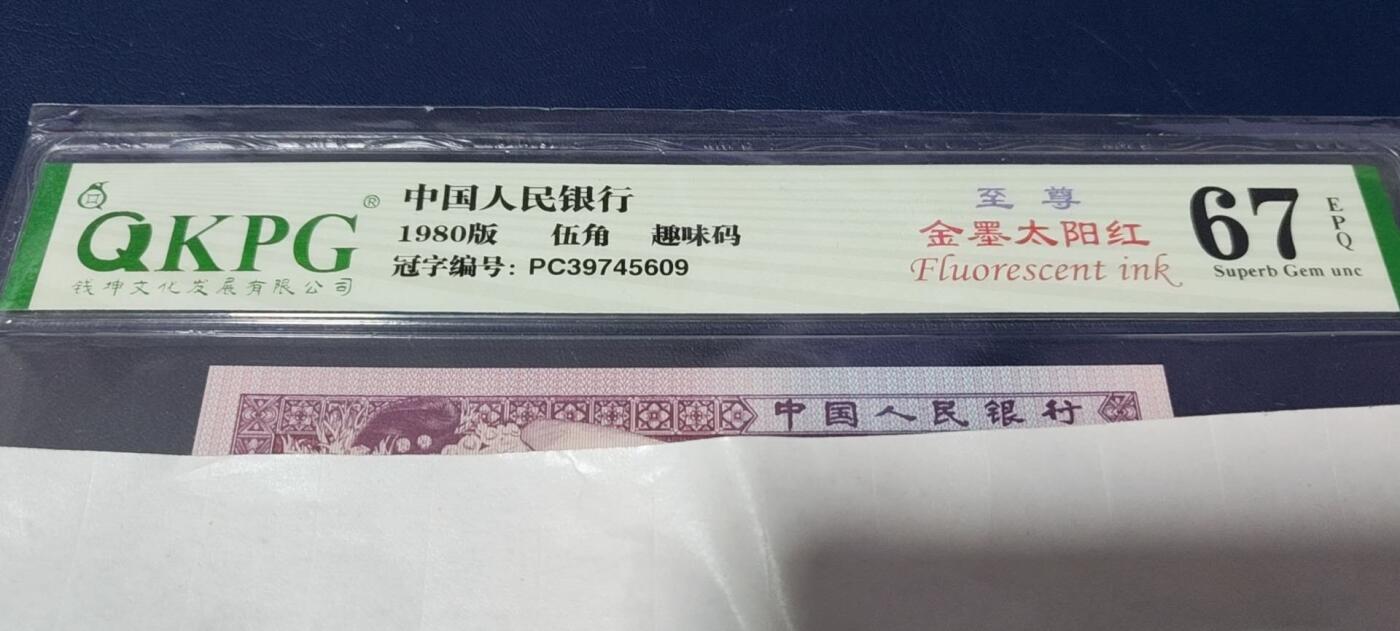 QKPG®
钱坤文化发展有限公司
中国人民银行
1980版 伍角 趣味码
冠字编号: PC39745609
至尊
金墨太阳红
Fluorescent ink
67
EPQ
Superb Gem unc
中国人民银行